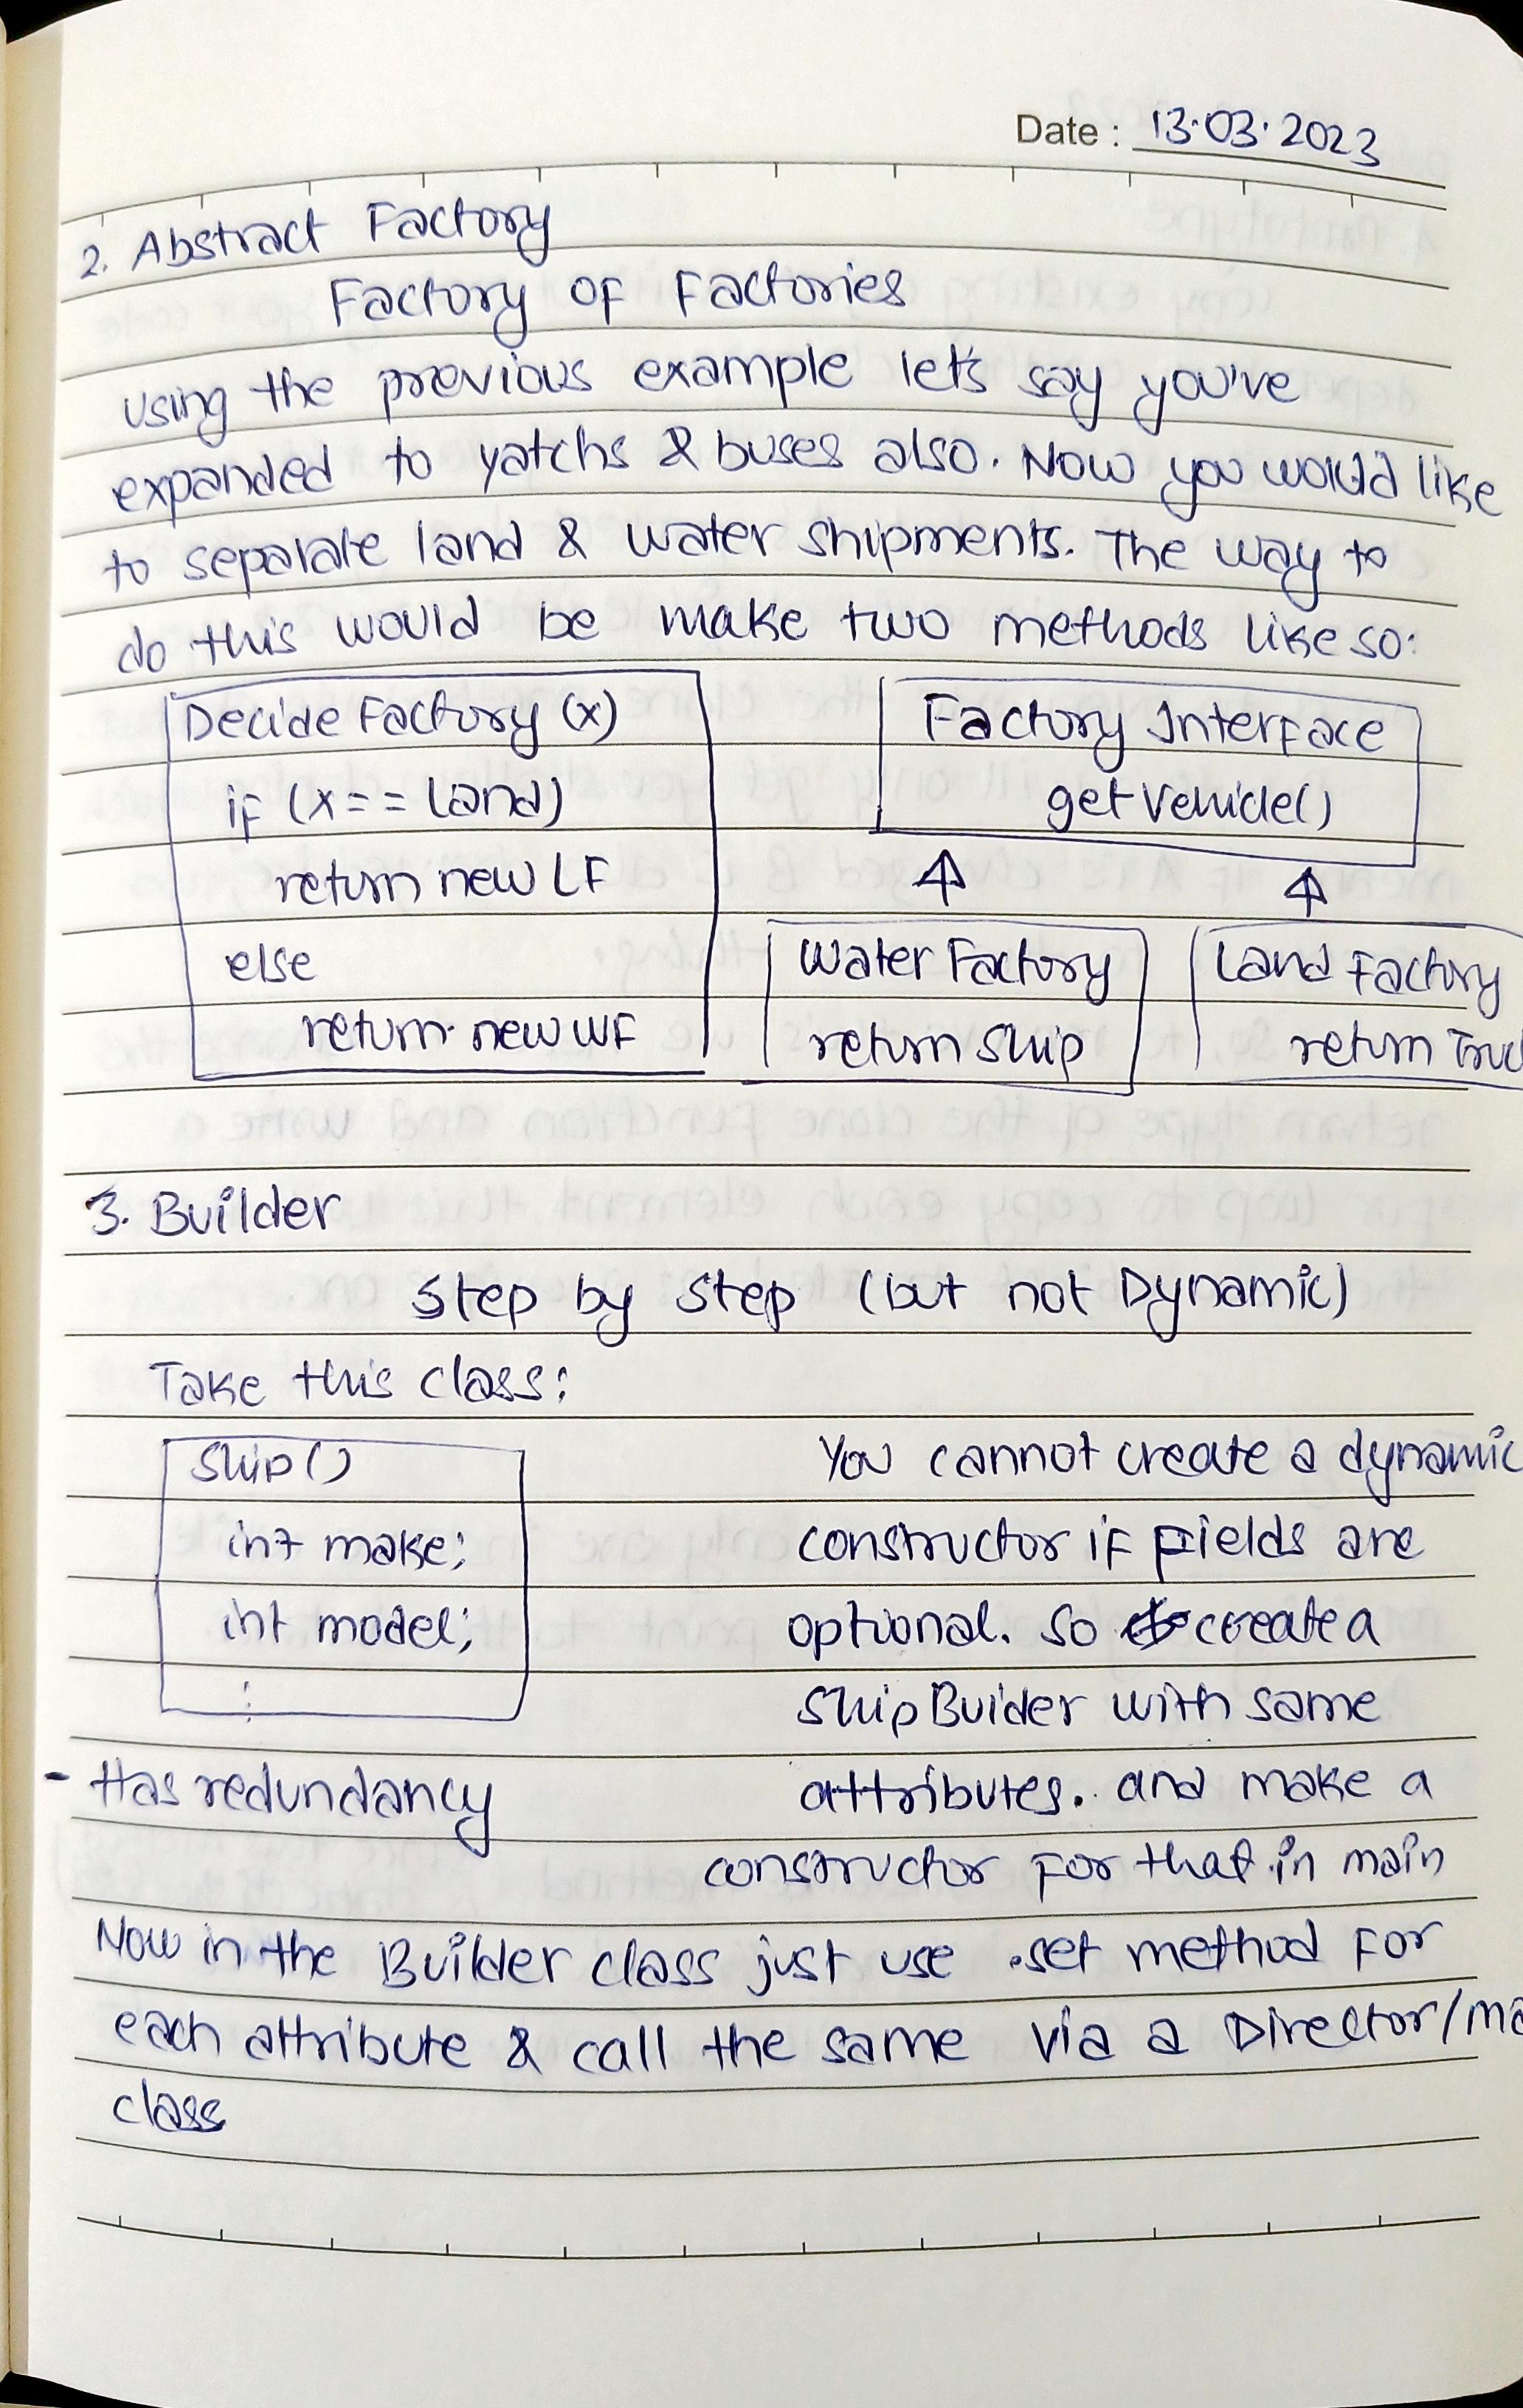 Date : 13.03.2023
2. Abstract Factory
Factory of Factories
Using the previous example let's say you've
expanded to yatchs & buses also. Now you would like
to separate land & water shipments. The way to
do this would be make two methods like so:
Decide Factory (x)
if (x == Land)
return new LF
else
return new WF
Factory Interface
get Vehicle()
Water Factory
return Ship
Land Factory
return Truc
3. Builder
Step by Step (but not Dynamic)
Take this class:
Ship()
int make;
int model;
:
- Has redundancy
You cannot create a dynamic
constructor if fields are
optional. So create a
Ship Buider with same
attributes. and make a
constructor for that in main
Now in the Builder class just use .set method for
each attribute & call the same via a Director/ma
class